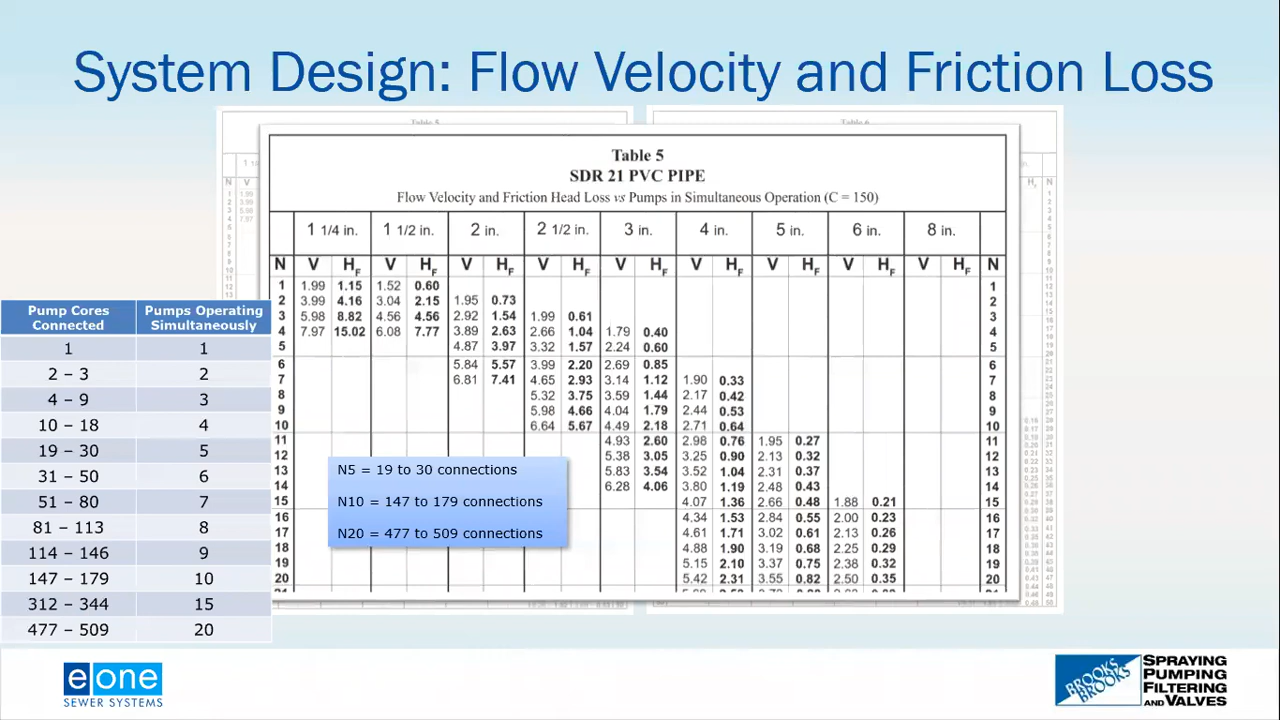 System Design: Flow Velocity and Friction Loss
Table 5
Table 6
Table 5
SDR 21 PVC PIPE
Flow Velocity and Friction Head Loss vs Pumps in Simultaneous Operation (C = 150)
1 1/4 in. 1 1/2 in. 2 in. 2 1/2 in. 3 in. 4 in. 5 in. 6 in. 8 in.
N V HF V HF V HF V HF V HF V HF V HF V HF V HF N
1 1.99 1.15 1.52 0.60 1
2 3.99 4.16 3.04 2.15 1.95 0.73 2
3 5.98 8.82 4.56 4.56 2.92 1.54 1.99 0.61 3
4 7.97 15.02 6.08 7.77 3.89 2.63 2.66 1.04 1.79 0.40 4
5 4.87 3.97 3.32 1.57 2.24 0.60 5
6 5.84 5.57 3.99 2.20 2.69 0.85 6
7 6.81 7.41 4.65 2.93 3.14 1.12 1.90 0.33 7
8 5.32 3.75 3.59 1.44 2.17 0.42 8
9 5.98 4.66 4.04 1.79 2.44 0.53 9
10 6.64 5.67 4.49 2.18 2.71 0.64 10
11 4.93 2.60 2.98 0.76 1.95 0.27 11
12 5.38 3.05 3.25 0.90 2.13 0.32 12
13 5.83 3.54 3.52 1.04 2.31 0.37 13
14 6.28 4.06 3.80 1.19 2.48 0.43 14
15 4.07 1.36 2.66 0.48 1.88 0.21 15
16 4.34 1.53 2.84 0.55 2.00 0.23 16
17 4.61 1.71 3.02 0.61 2.13 0.26 17
18 4.88 1.90 3.19 0.68 2.25 0.29 18
19 5.15 2.10 3.37 0.75 2.38 0.32 19
20 5.42 2.31 3.55 0.82 2.50 0.35 20
Pump Cores Connected Pumps Operating Simultaneously
1 1
2 – 3 2
4 – 9 3
10 – 18 4
19 – 30 5
31 – 50 6
51 – 80 7
81 – 113 8
114 – 146 9
147 – 179 10
312 – 344 15
477 – 509 20
N5 = 19 to 30 connections
N10 = 147 to 179 connections
N20 = 477 to 509 connections
e one
SEWER SYSTEMS
BROOKS BROOKS
SPRAYING
PUMPING
FILTERING
AND VALVES